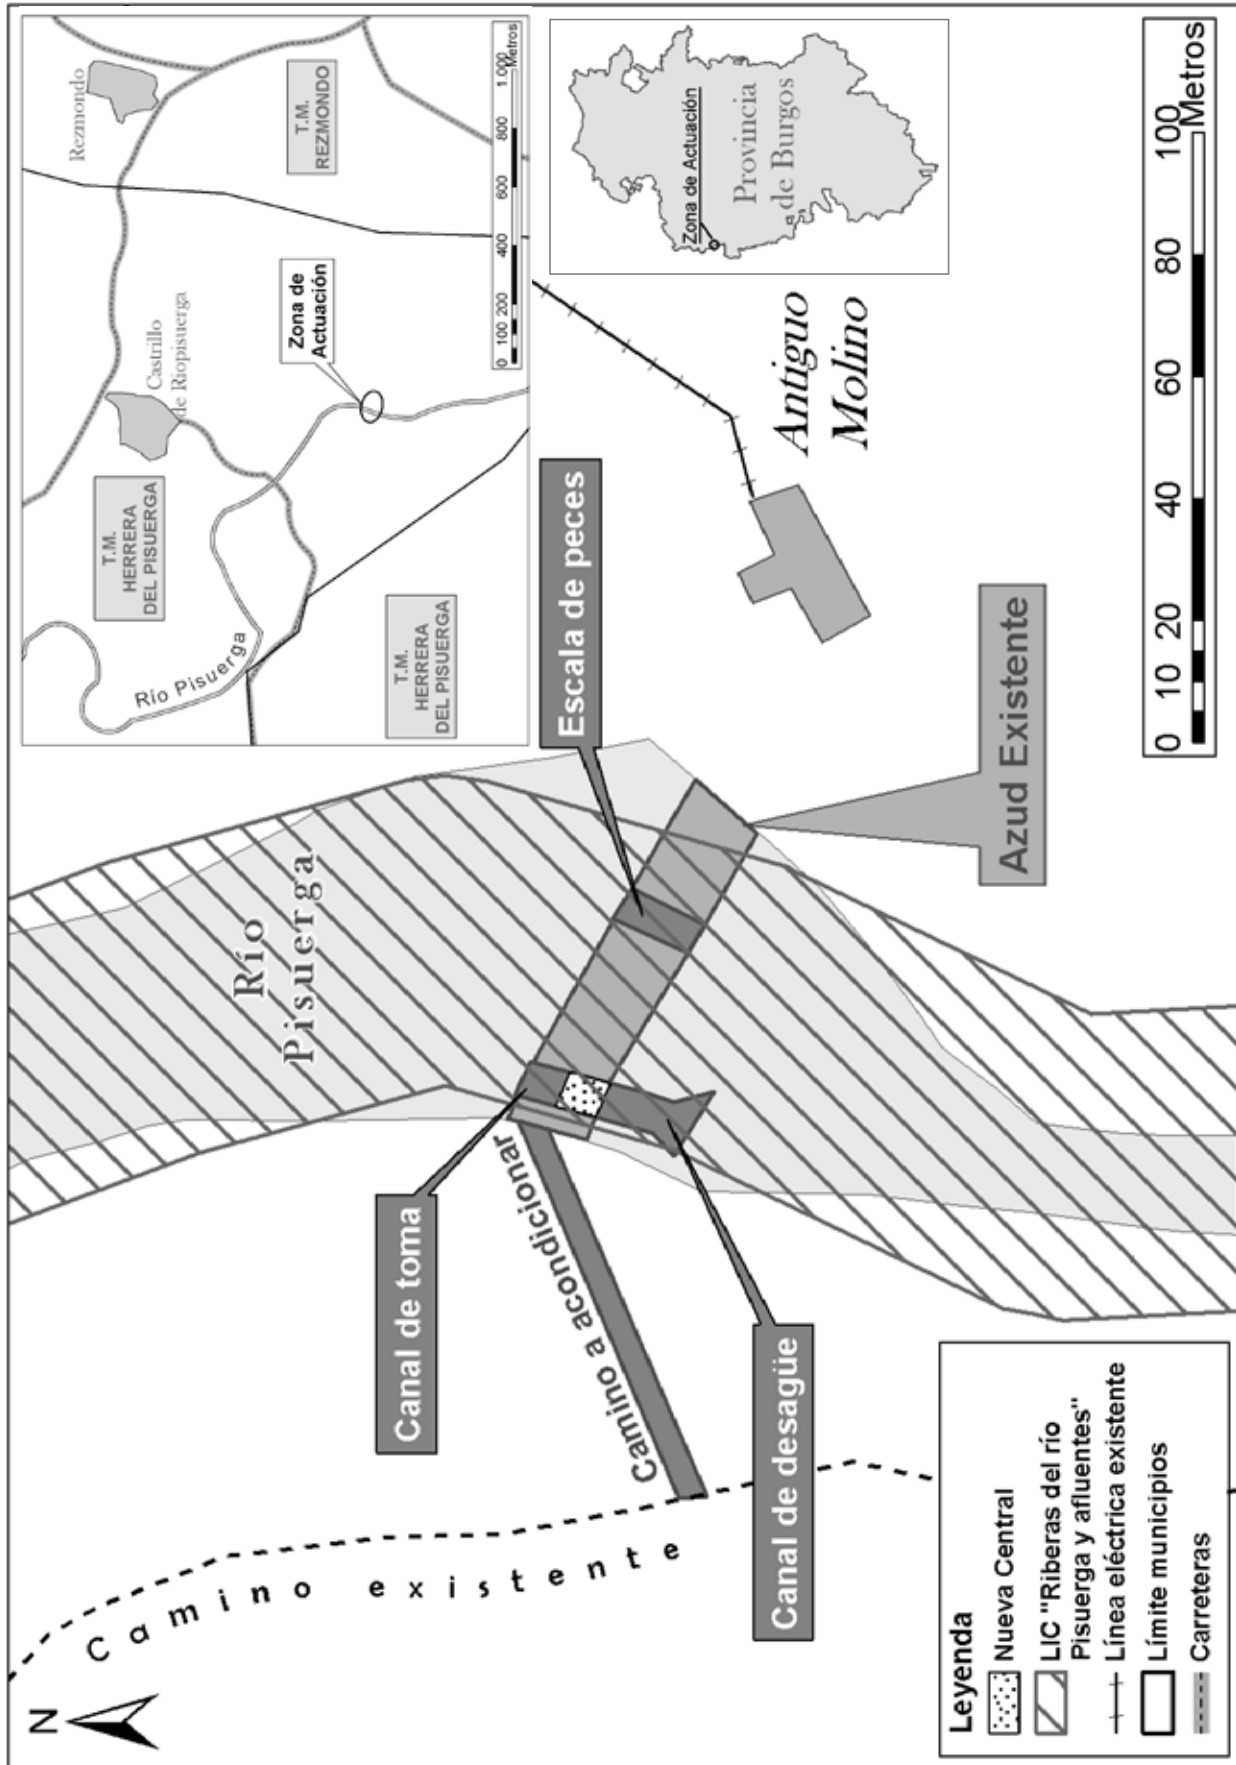 N
Camino existente
Camino a acondicionar
Canal de toma
Canal de desagüe
Río
Pisuerga
Escala de peces
Azud Existente
Antiguo
Molino
Río Pisuerga
T.M.
HERRERA
DEL PISUERGA
T.M.
HERRERA
DEL PISUERGA
Castrillo
de Riopisuerga
Rezmondo
T.M.
REZMONDO
Zona de
Actuación
0 100 200 400 600 800 1.000
Metros
Zona de Actuación
Provincia
de Burgos
Leyenda
Nueva Central
LIC "Riberas del río
Pisuerga y afluentes"
Línea eléctrica existente
Límite municipios
Carreteras
0 10 20 40 60 80 100
Metros